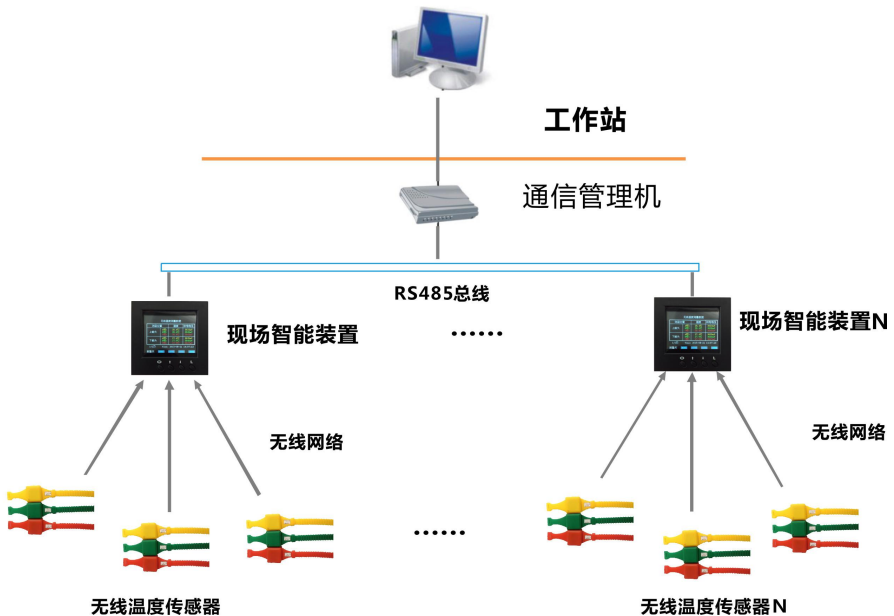 工作站
通信管理机
RS485总线
现场智能装置
······
现场智能装置N
无线网络
无线网络
······
无线温度传感器
无线温度传感器N